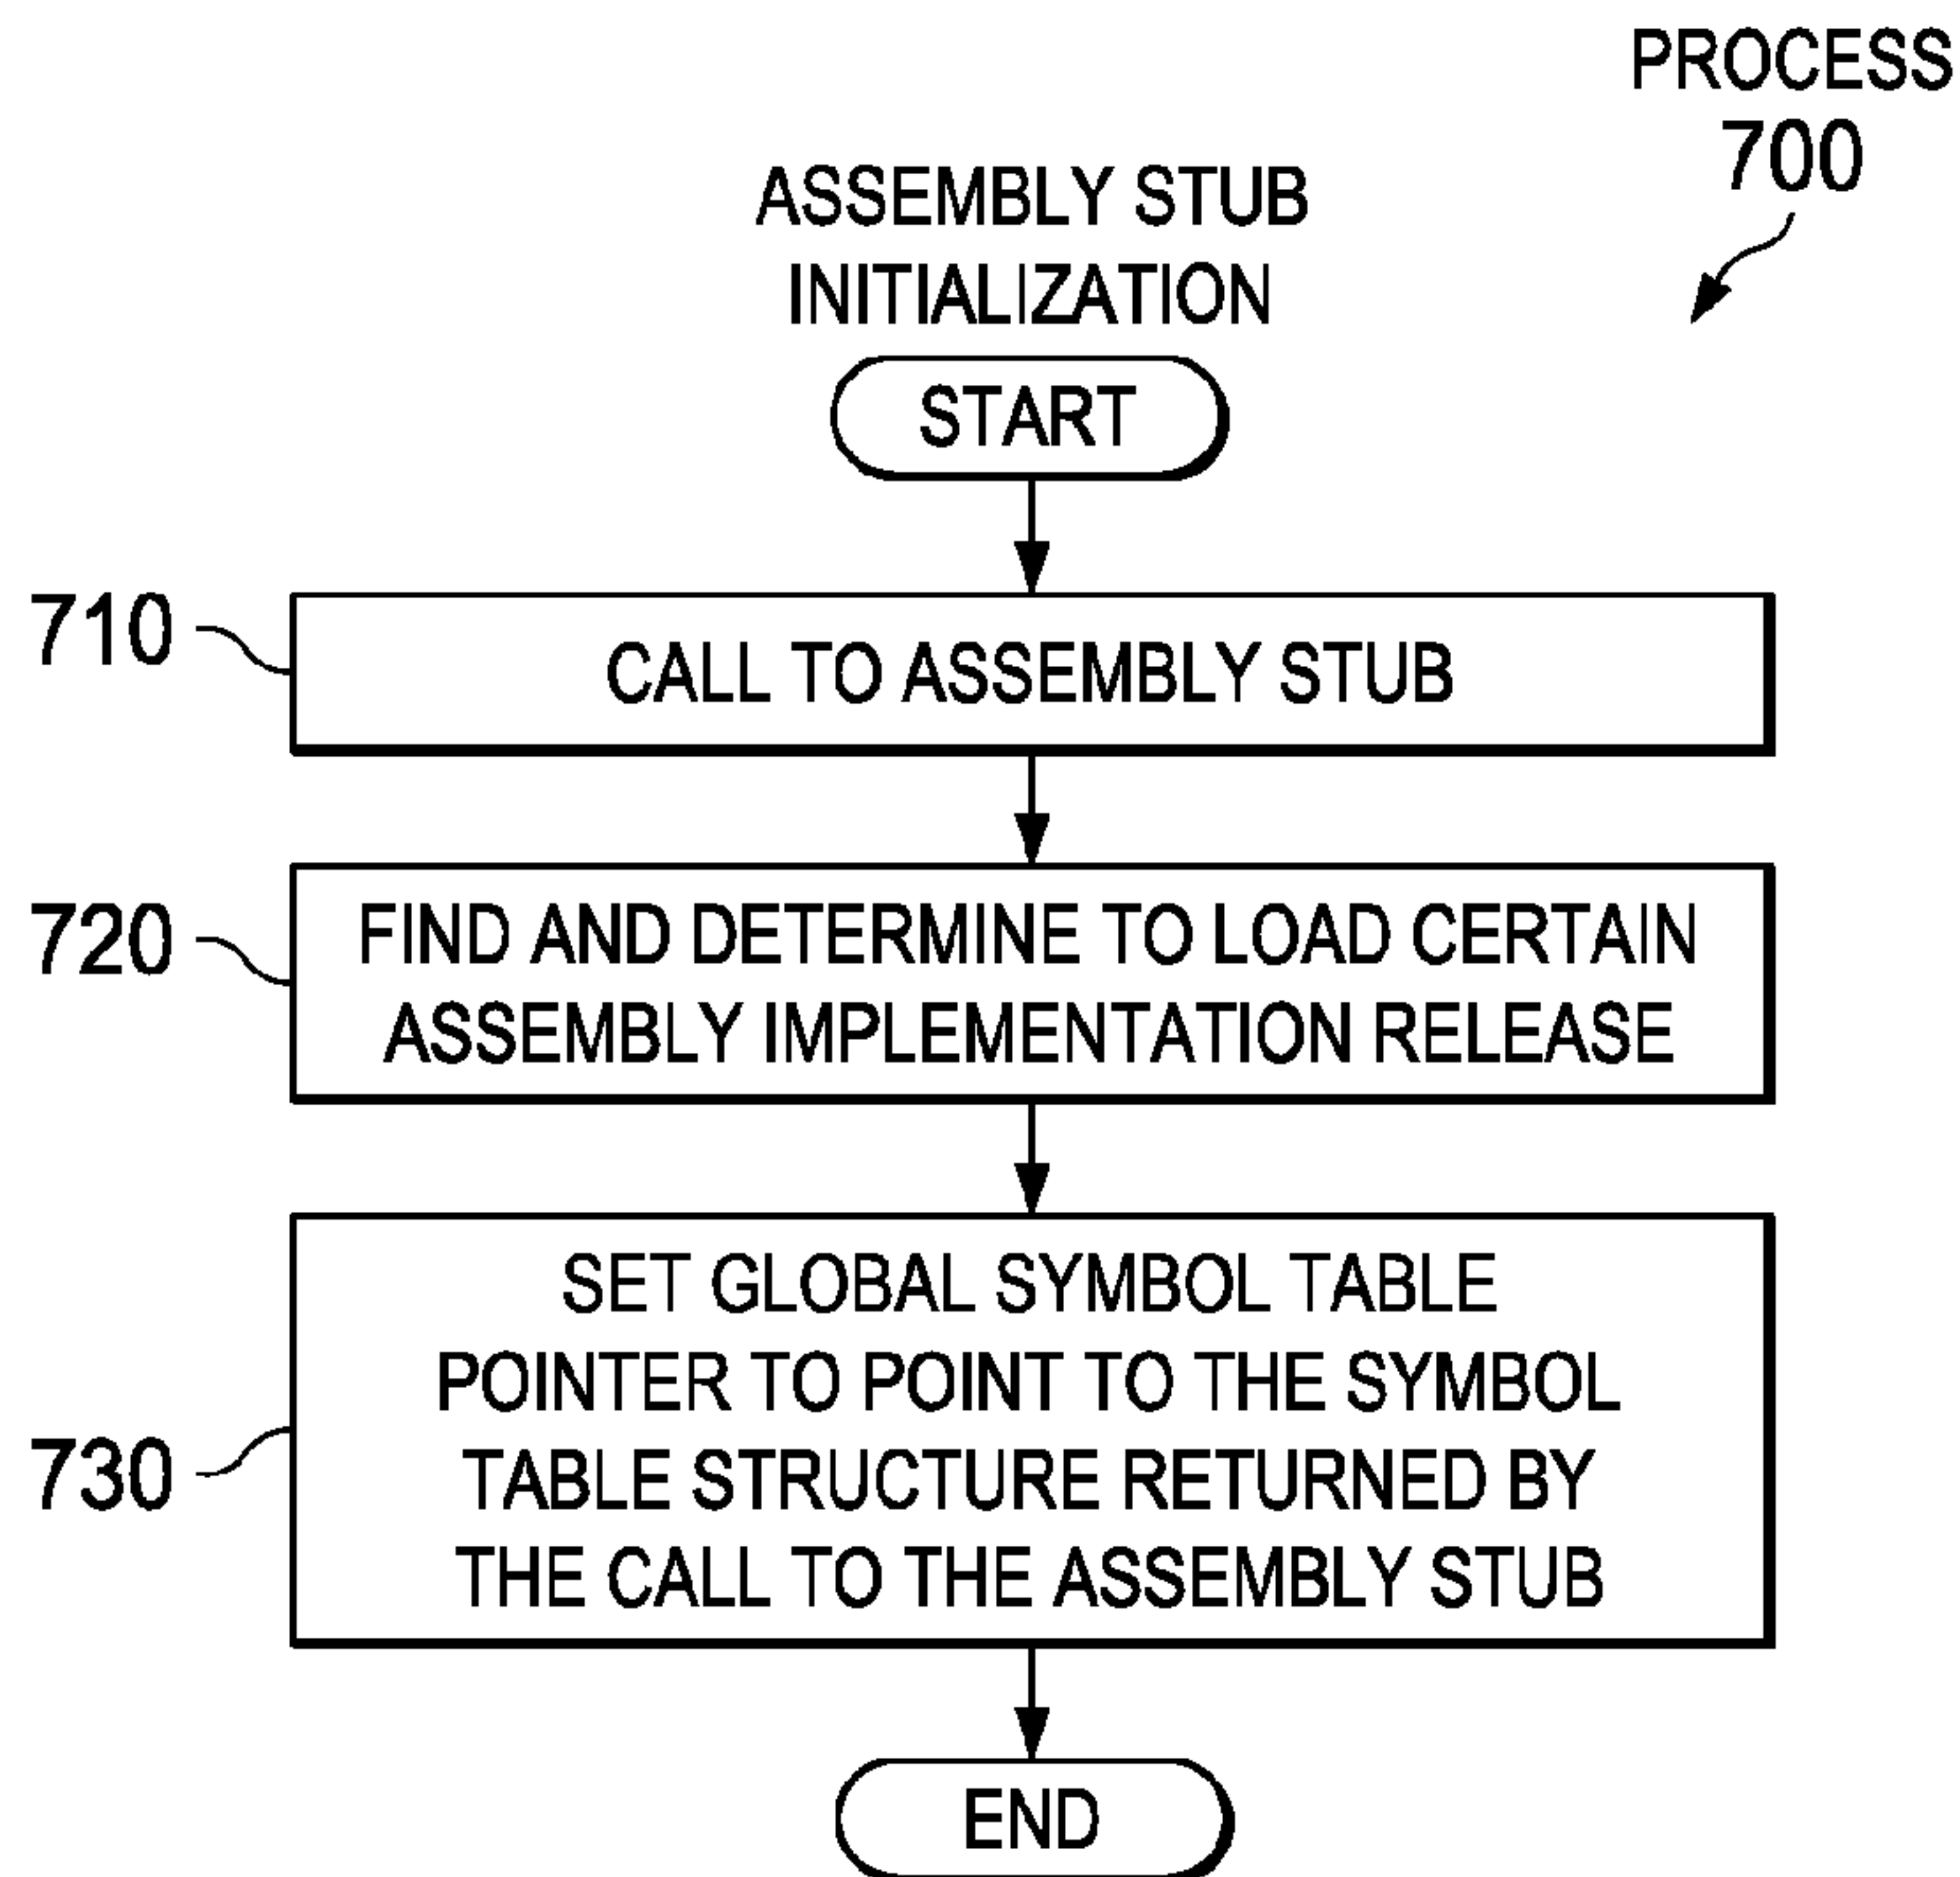 PROCESS
700
ASSEMBLY STUB
INITIALIZATION
START
710
CALL TO ASSEMBLY STUB
720
FIND AND DETERMINE TO LOAD CERTAIN
ASSEMBLY IMPLEMENTATION RELEASE
730
SET GLOBAL SYMBOL TABLE
POINTER TO POINT TO THE SYMBOL
TABLE STRUCTURE RETURNED BY
THE CALL TO THE ASSEMBLY STUB
END